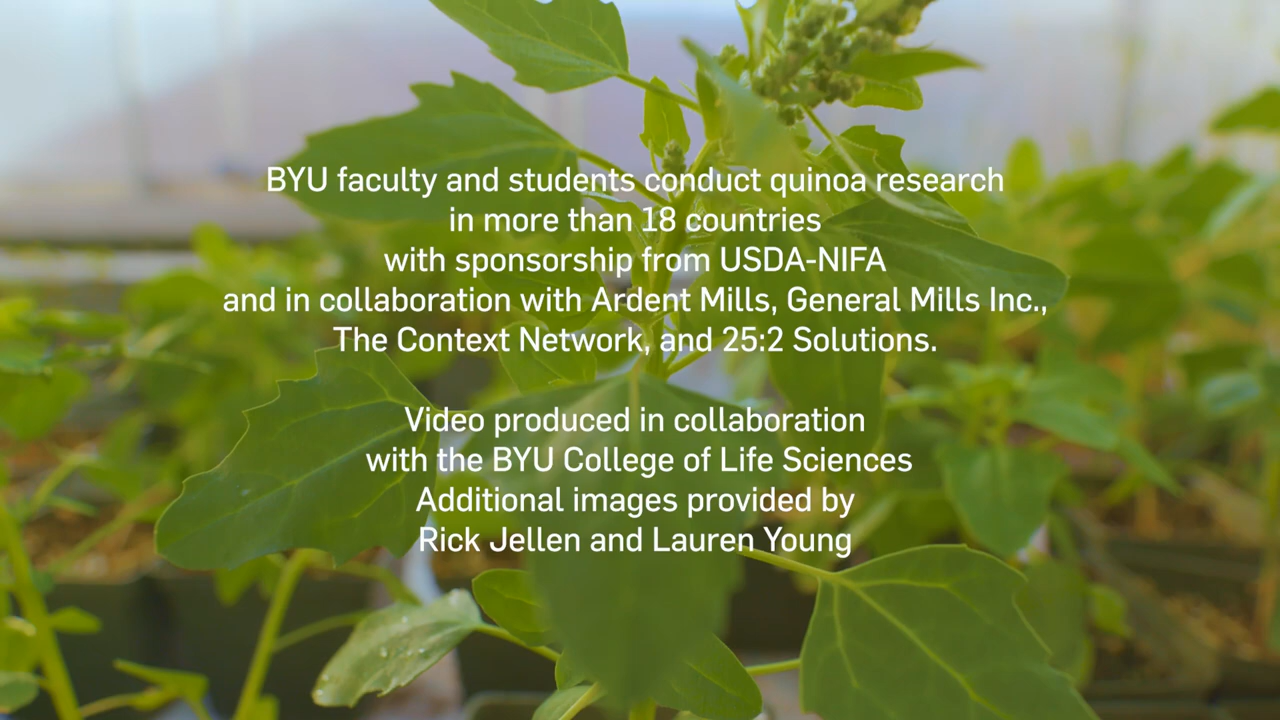 BYU faculty and students conduct quinoa research
in more than 18 countries
with sponsorship from USDA-NIFA
and in collaboration with Ardent Mills, General Mills Inc.,
The Context Network, and 25:2 Solutions.
Video produced in collaboration
with the BYU College of Life Sciences
Additional images provided by
Rick Jellen and Lauren Young